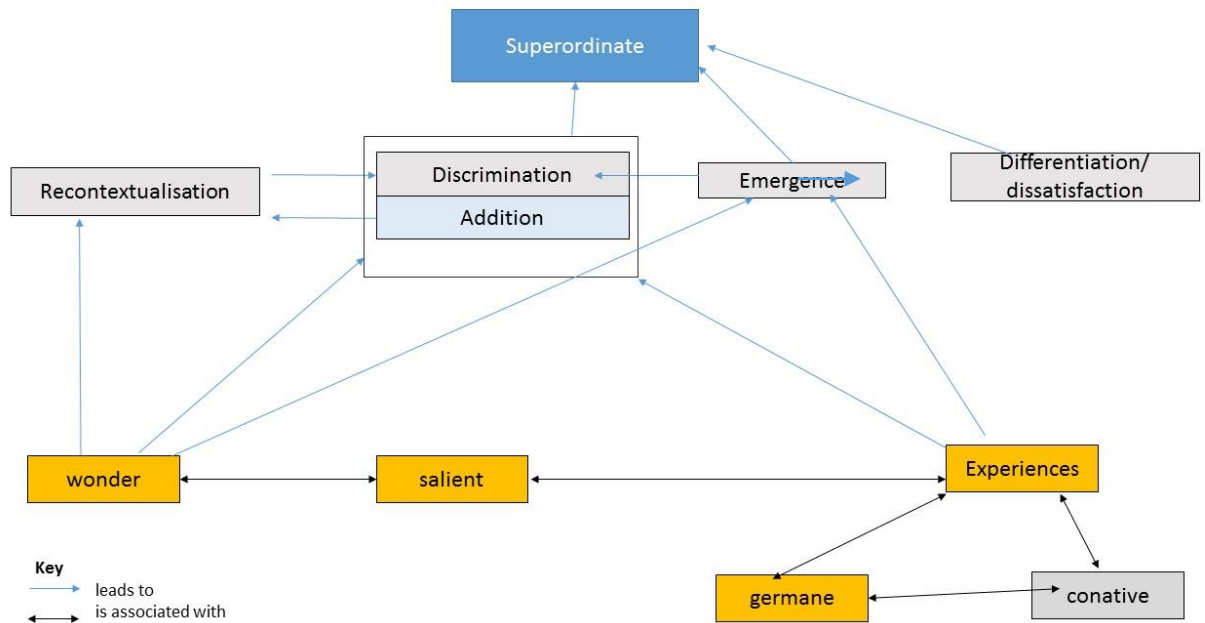 Superordinate
Recontextualisation
Discrimination
Addition
Emergence
Differentiation/
dissatisfaction
wonder
salient
Experiences
germane
conative
Key
leads to
is associated with